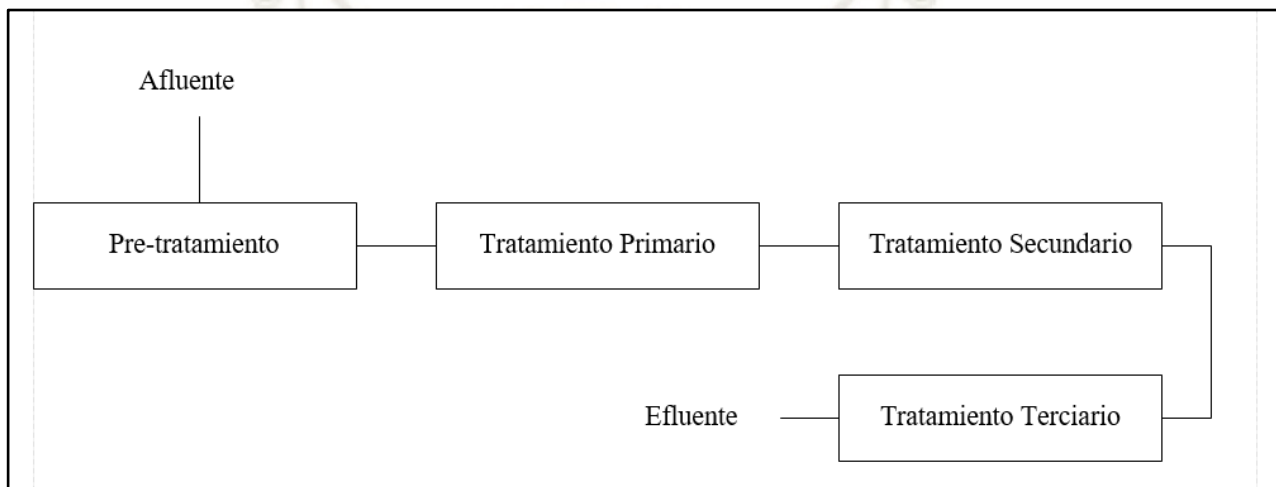 Afluente
Pre-tratamiento
Tratamiento Primario
Tratamiento Secundario
Efluente
Tratamiento Terciario